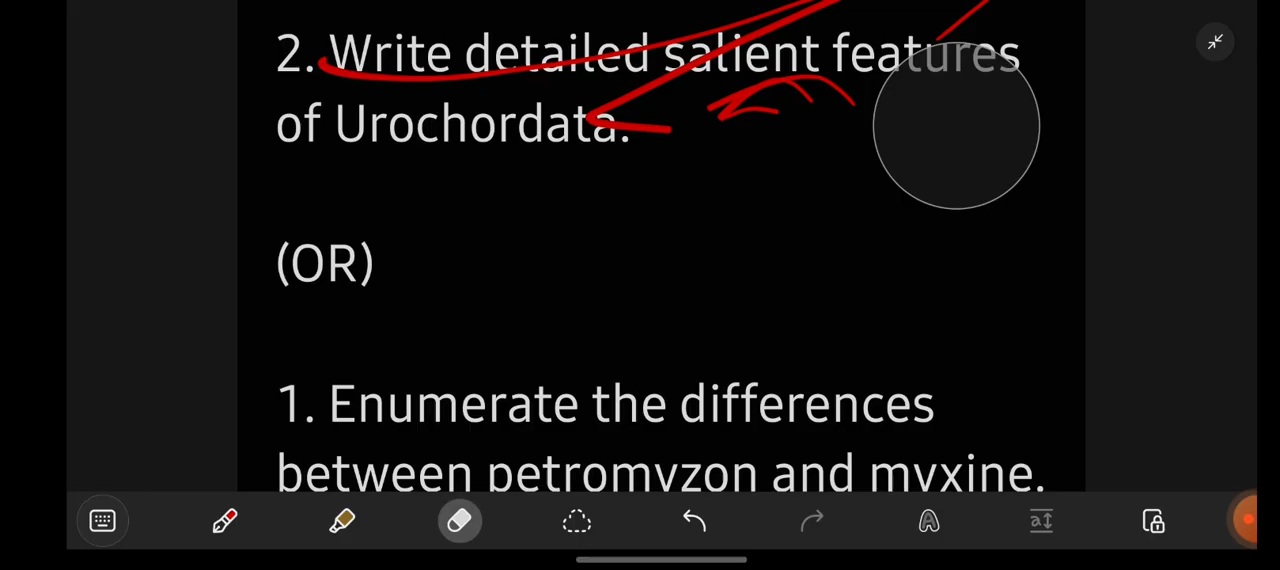 2. Write detailed salient features
of Urochordata.
(OR)
1. Enumerate the differences
between petromyzon and myxine.